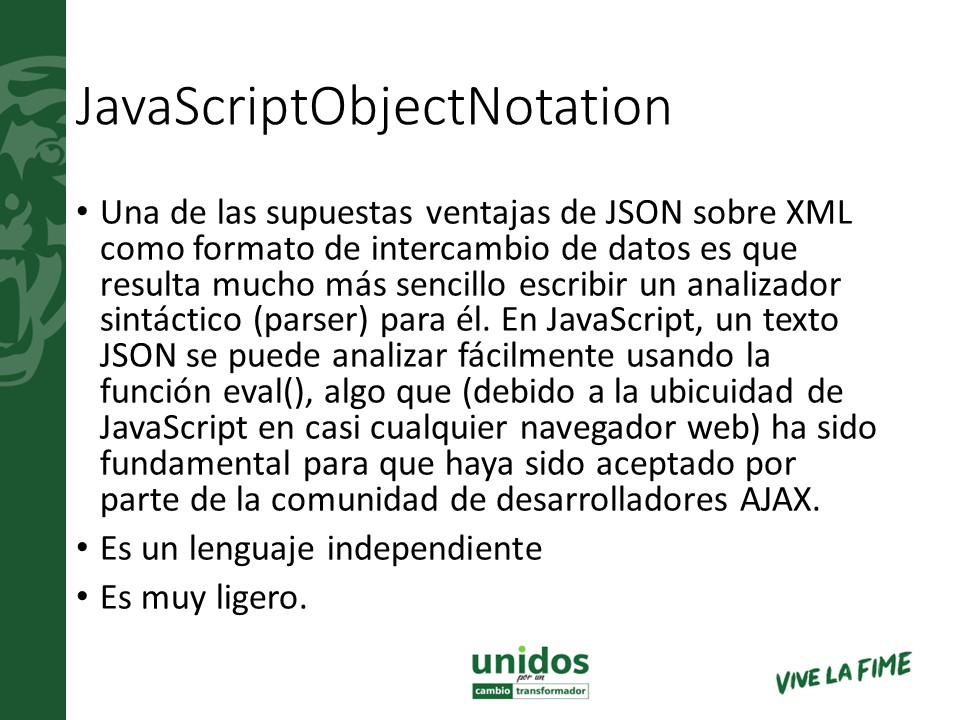 JavaScriptObjectNotation
• Una de las supuestas ventajas de JSON sobre XML
como formato de intercambio de datos es que
resulta mucho más sencillo escribir un analizador
sintáctico (parser) para él. En JavaScript, un texto
JSON se puede analizar fácilmente usando la
función eval(), algo que (debido a la ubicuidad de
JavaScript en casi cualquier navegador web) ha sido
fundamental para que haya sido aceptado por
parte de la comunidad de desarrolladores AJAX.
• Es un lenguaje independiente
• Es muy ligero.
unidos
por un
cambio transformador
VIVE LA FIME